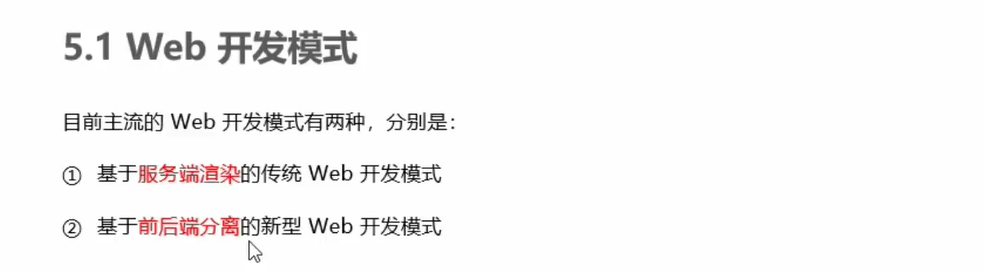 5.1 Web 开发模式
目前主流的 Web 开发模式有两种，分别是：
① 基于服务端渲染的传统 Web 开发模式
② 基于前后端分离的新型 Web 开发模式